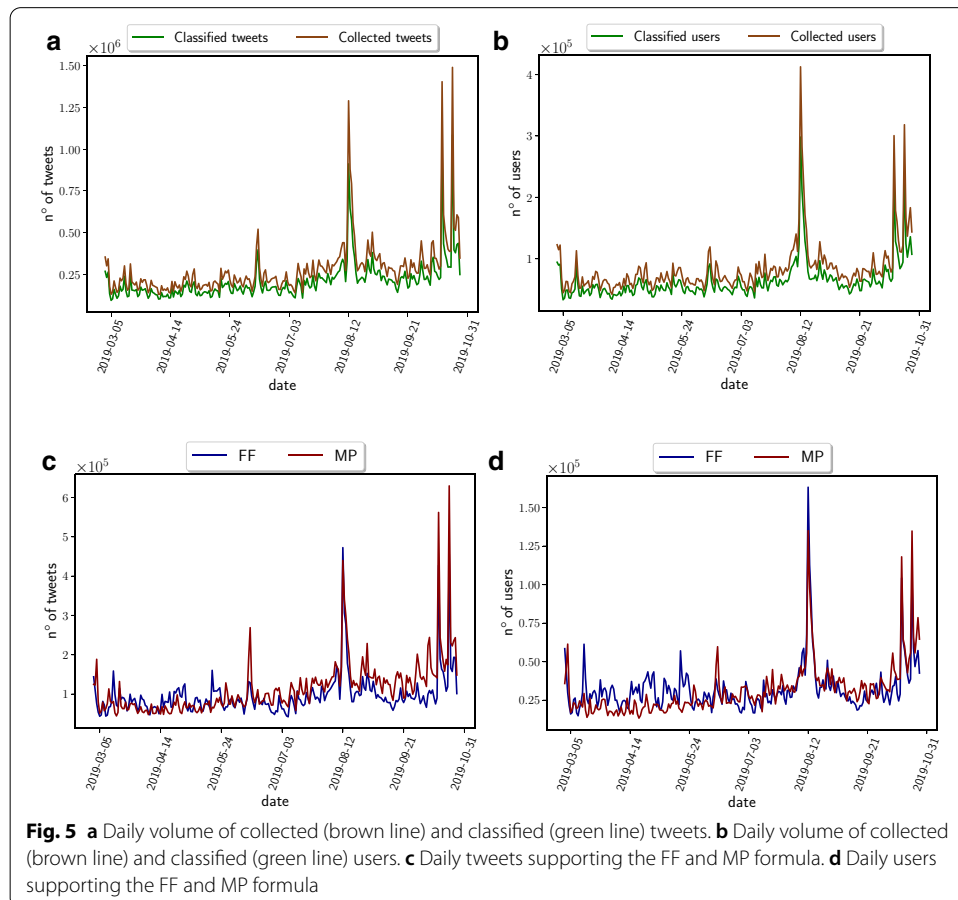 a
Classified tweets Collected tweets
×10⁶
1.50
1.25
1.00
0.75
0.50
0.25
n° of tweets
2019-03-05 2019-04-14 2019-05-24 2019-07-03 2019-08-12 2019-09-21 2019-10-31
date
b
Classified users Collected users
×10⁵
4
3
2
1
n° of users
2019-03-05 2019-04-14 2019-05-24 2019-07-03 2019-08-12 2019-09-21 2019-10-31
date
c
FF MP
×10⁵
6
5
4
3
2
1
n° of tweets
2019-03-05 2019-04-14 2019-05-24 2019-07-03 2019-08-12 2019-09-21 2019-10-31
date
d
FF MP
×10⁵
1.50
1.25
1.00
0.75
0.50
0.25
n° of users
2019-03-05 2019-04-14 2019-05-24 2019-07-03 2019-08-12 2019-09-21 2019-10-31
date
Fig. 5 a Daily volume of collected (brown line) and classified (green line) tweets. b Daily volume of collected
(brown line) and classified (green line) users. c Daily tweets supporting the FF and MP formula. d Daily users
supporting the FF and MP formula